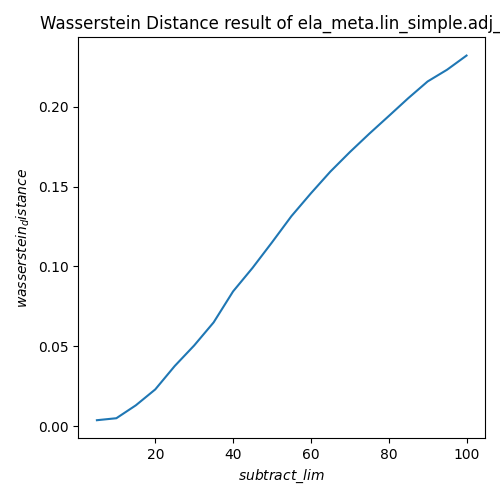 Wasserstein Distance result of ela_meta.lin_simple.adj_
0.20
0.15
0.10
0.05
0.00
wasserstein_distance
20 40 60 80 100
subtract_lim